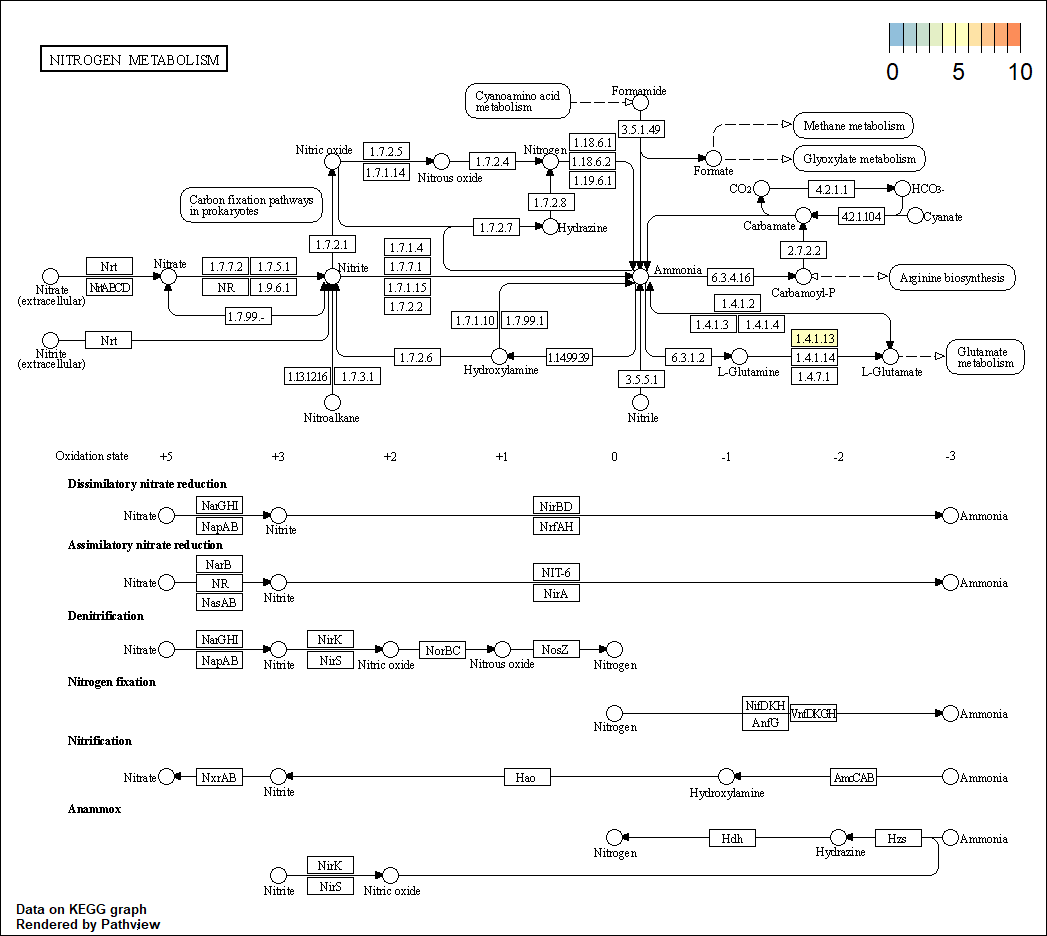 NITROGEN METABOLISM
0 5 10
Cyanoamino acid
metabolism
Formamide
3.5.1.49
Methane metabolism
Glyoxylate metabolism
Formate
Nitric oxide
1.7.2.5
1.7.1.14
Nitrous oxide
1.7.2.4
Nitrogen
1.18.6.1
1.18.6.2
1.19.6.1
CO2
4.2.1.1
HCO3-
Carbon fixation pathways
in prokaryotes
1.7.2.8
1.7.2.7
Hydrazine
Carbamate
4.2.1.104
Cyanate
1.7.2.1
2.7.2.2
Nrt
NrtABCD
Nitrate
(extracellular)
Nitrate
1.7.7.2
1.7.5.1
NR
1.9.6.1
Nitrite
1.7.1.4
1.7.7.1
1.7.1.15
1.7.2.2
Ammonia
6.3.4.16
Carbamoyl-P
Arginine biosynthesis
1.7.99.-
1.7.1.10
1.7.99.1
1.4.1.2
1.4.1.3
1.4.1.4
Nrt
Nitrite
(extracellular)
1.7.2.6
Hydroxylamine
1.14.99.39
6.3.1.2
L-Glutamine
1.4.1.13
1.4.1.14
1.4.7.1
L-Glutamate
Glutamate
metabolism
1.13.12.16
1.7.3.1
3.5.5.1
Nitroalkane
Nitrile
Oxidation state +5 +3 +2 +1 0 -1 -2 -3
Dissimilatory nitrate reduction
Nitrate
NarGHI
NapAB
Nitrite
NirBD
NrfAH
Ammonia
Assimilatory nitrate reduction
Nitrate
NarB
NR
NasAB
Nitrite
NIT-6
NirA
Ammonia
Denitrification
Nitrate
NarGHI
NapAB
Nitrite
NirK
NirS
Nitric oxide
NorBC
Nitrous oxide
NosZ
Nitrogen
Nitrogen fixation
Nitrogen
NifDKH
AnfG
VnfDKGH
Ammonia
Nitrification
Nitrate
NxrAB
Nitrite
Hao
Hydroxylamine
AmcCAB
Ammonia
Anammox
Nitrogen
Hdh
Hydrazine
Hzs
Ammonia
Nitrite
NirK
NirS
Nitric oxide
Data on KEGG graph
Rendered by Pathview